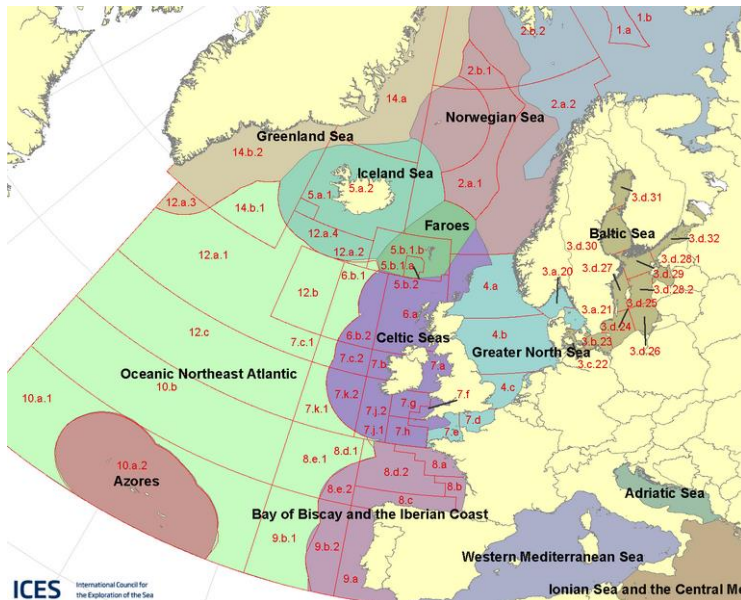 1.b
2.b.2
1.a
2.b.1
14.a
2.a.2
Norwegian Sea
Greenland Sea
14.b.2
Iceland Sea
5.a.2
5.a.1
2.a.1
3.d.31
12.a.3
14.b.1
Faroes
Baltic Sea
12.a.4
3.d.32
12.a.1
12.a.2
5.b.1.b
3.d.30
3.d.28.1
5.b.1.a
3.d.27
3.d.29
6.b.1
5.b.2
4.a
3.a.20
12.b
3.d.28.2
3.d.25
6.a
3.a.21
3.d.24
12.c
4.b
7.c.1
6.b.2
Celtic Seas
3.b.23
3.d.26
7.c.2
7.b
7.a
Greater North Sea
3.c.22
Oceanic Northeast Atlantic
10.b
4.c
10.a.1
7.k.2
7.f
7.g
7.k.1
7.j.2
7.d
7.j.1
7.h
7.e
8.d.1
8.e.1
8.a
10.a.2
8.d.2
Azores
8.e.2
8.b
8.c
Adriatic Sea
Bay of Biscay and the Iberian Coast
9.b.1
9.b.2
Western Mediterranean Sea
9.a
ICES
International Council for
the Exploration of the Sea
Ionian Sea and the Central Me